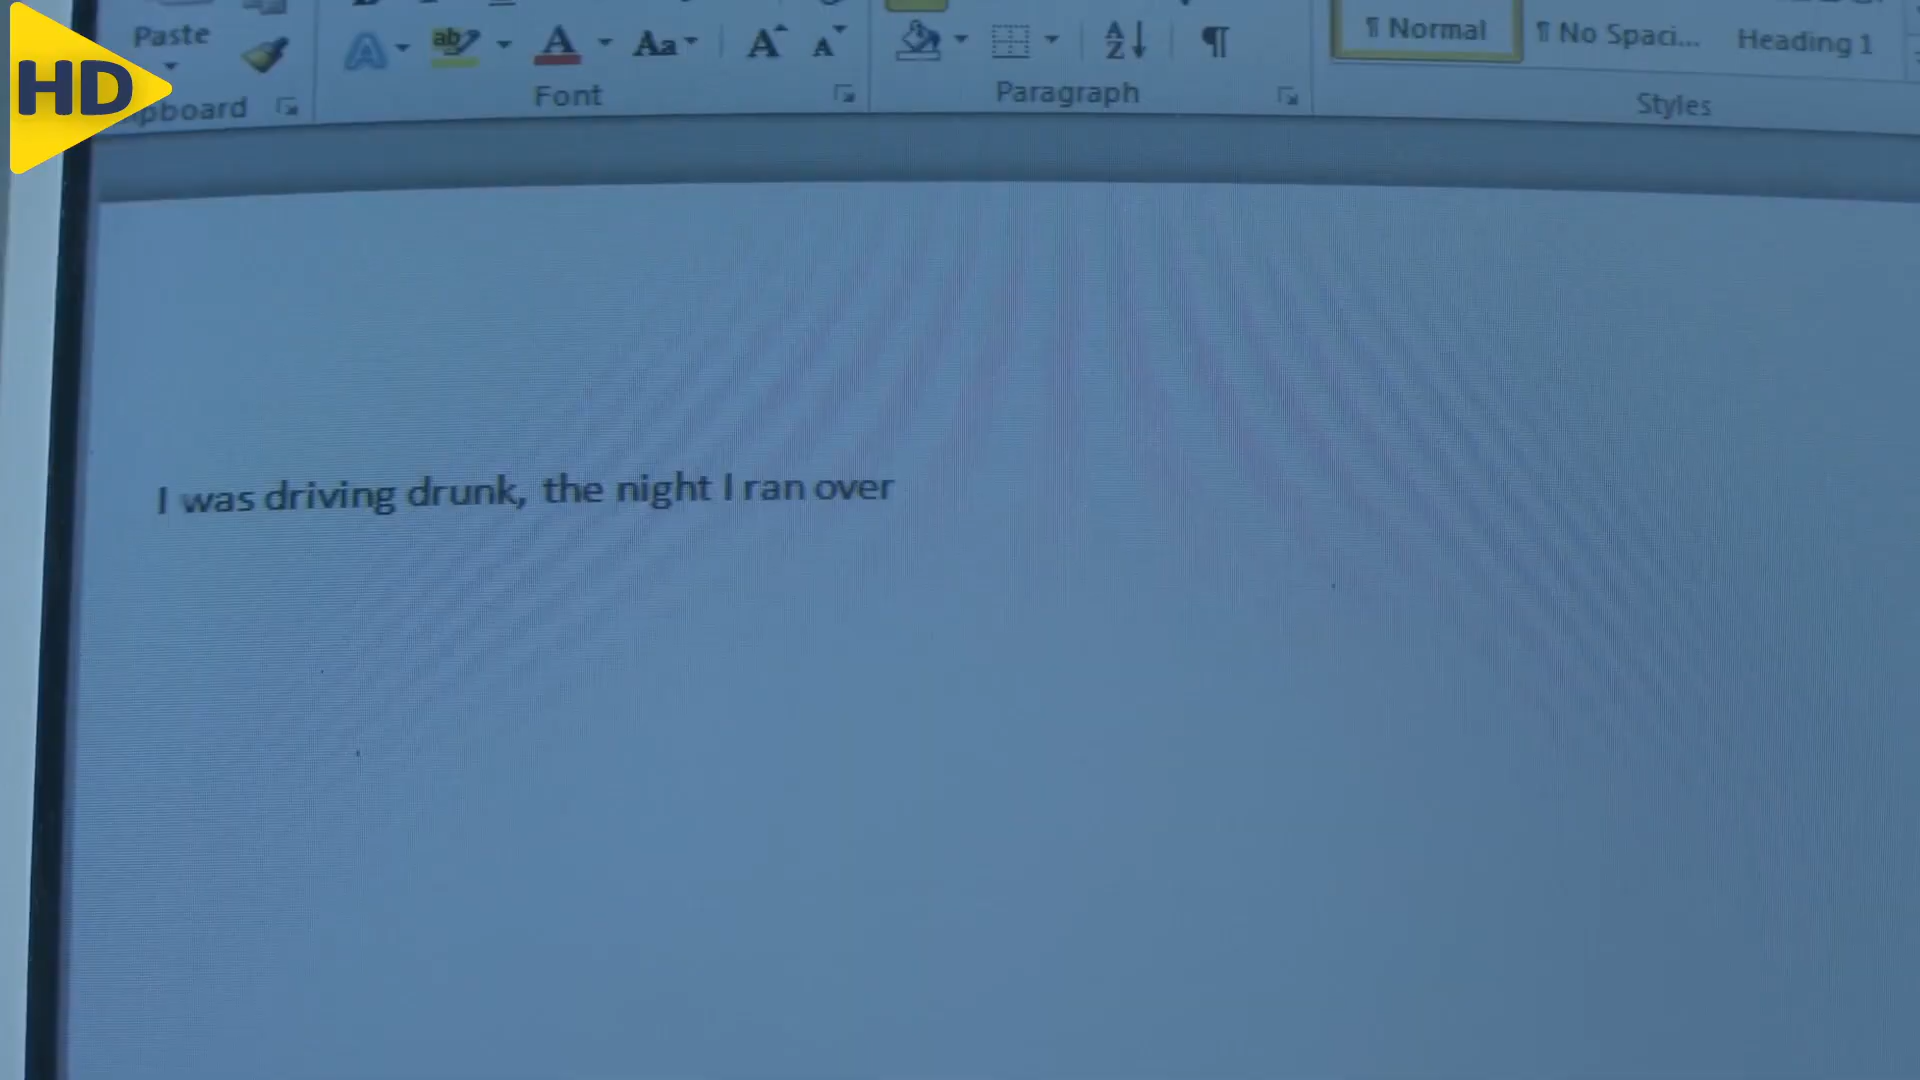 HD
Paste
pboard
Font
Paragraph
Styles
¶ Normal
¶ No Spaci...
Heading 1
I was driving drunk, the night I ran over